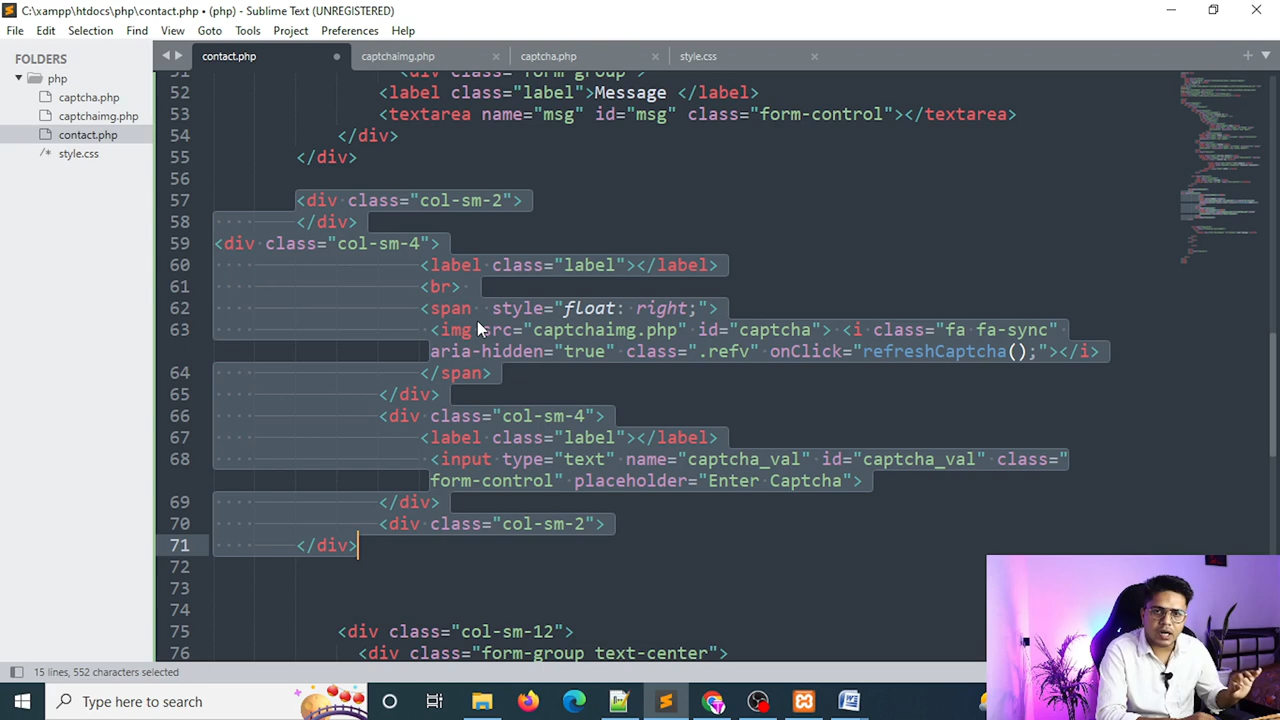 C:\xampp\htdocs\php\contact.php • (php) - Sublime Text (UNREGISTERED)
File Edit Selection Find View Goto Tools Project Preferences Help
FOLDERS
php
captcha.php
captchaimg.php
contact.php
/* style.css
contact.php captchaimg.php captcha.php style.css
51 <div class="form-group">
52 <label class="label">Message </label>
53 <textarea name="msg" id="msg" class="form-control"></textarea>
54 </div>
55 </div>
56
57 <div class="col-sm-2">
58 </div>
59 <div class="col-sm-4">
60 <label class="label"></label>
61 <br>
62 <span  style="float: right;">
63 <img src="captchaimg.php" id="captcha"> <i class="fa fa-sync"
aria-hidden="true" class=".refv" onClick="refreshCaptcha();"></i>
64 </span>
65 </div>
66 <div class="col-sm-4">
67 <label class="label"></label>
68 <input type="text" name="captcha_val" id="captcha_val" class="
form-control" placeholder="Enter Captcha">
69 </div>
70 <div class="col-sm-2">
71 </div>
72
73
74
75 <div class="col-sm-12">
76 <div class="form-group text-center">
15 lines, 552 characters selected
Type here to search